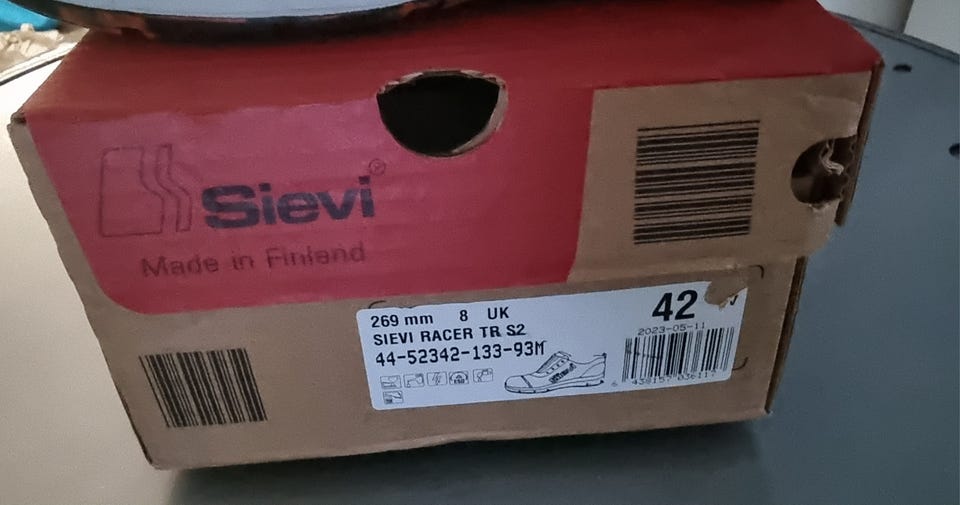 Sievi®
Made in Finland
269 mm 8 UK
SIEVI RACER TR S2
44-52342-133-93M
42
2023-05-11